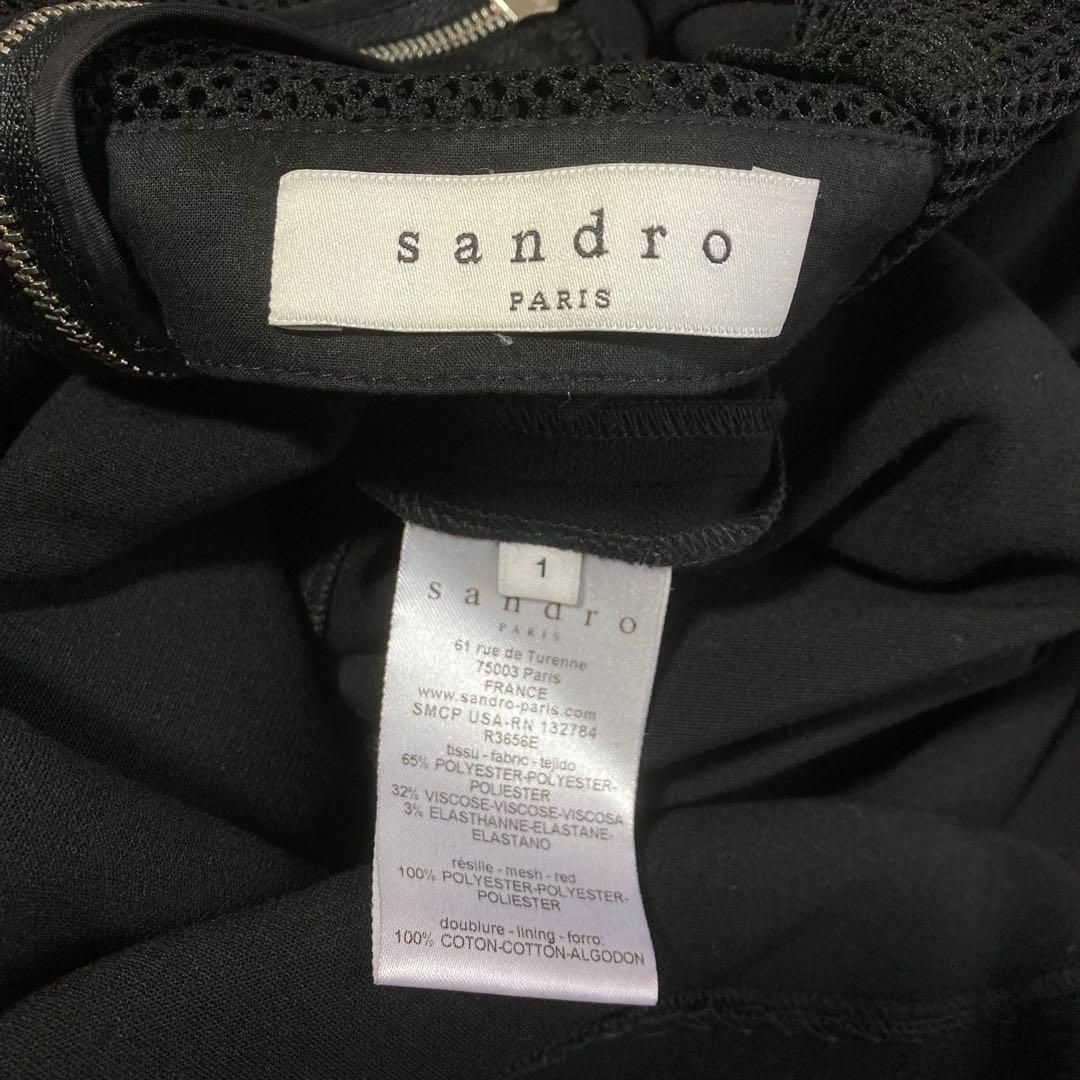 sandro
PARIS
1
sandro
PARIS
61 rue de Turenne
75003 Paris
FRANCE
www.sandro-paris.com
SMCP USA-RN 132784
R3656E
tissu - fabric - tejido
65% POLYESTER-POLYESTER-
POLIESTER
32% VISCOSE-VISCOSE-VISCOSA
3% ELASTHANNE-ELASTANE-
ELASTANO
résille - mesh - red
100% POLYESTER-POLYESTER-
POLIESTER
doublure - lining - forro:
100% COTON-COTTON-ALGODON